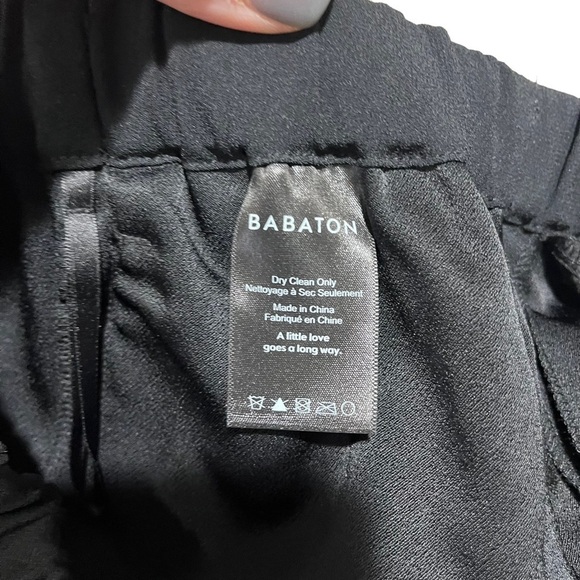 BABATON
Dry Clean Only
Nettoyage à Sec Seulement
Made in China
Fabriqué en Chine
A little love
goes a long way.